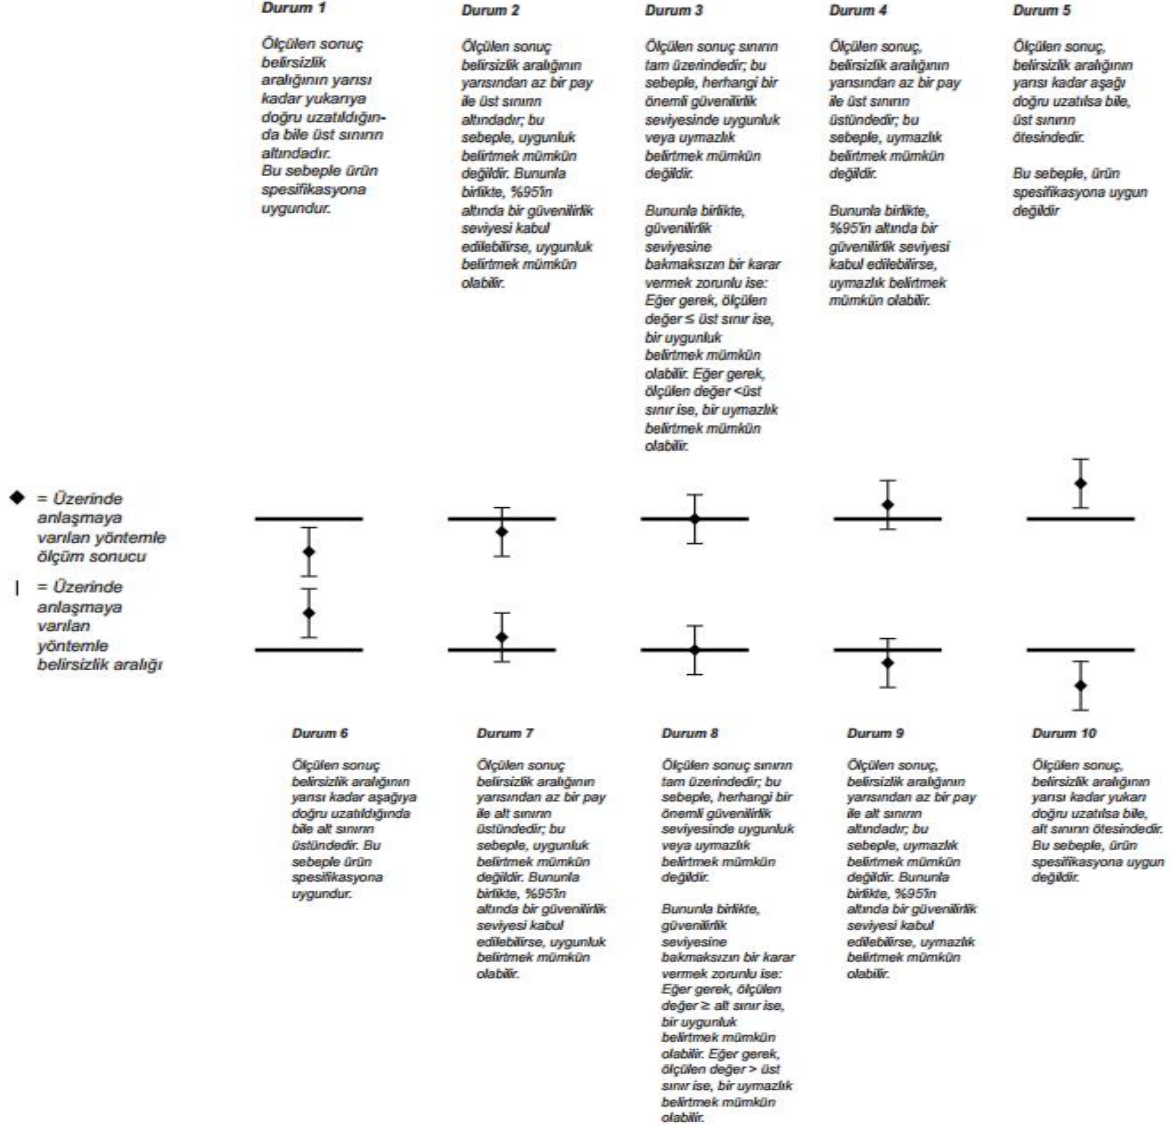 Durum 1
Ölçülen sonuç
belirsizlik
aralığının yarısı
kadar yukarıya
doğru uzatıldığın-
da bile üst sınırın
altındadır.
Bu sebeple ürün
spesifikasyona
uygundur.
Durum 2
Ölçülen sonuç
belirsizlik aralığının
yarısından az bir pay
ile üst sınırın
altındadır; bu
sebeple, uygunluk
belirtmek mümkün
değildir. Bununla
birlikte, %95'in
altında bir güvenilirlik
seviyesi kabul
edilebilirse, uygunluk
belirtmek mümkün
olabilir.
Durum 3
Ölçülen sonuç sınırın
tam üzerindedir; bu
sebeple, herhangi bir
önemli güvenilirlik
seviyesinde uygunluk
veya uymazlık
belirtmek mümkün
değildir.
Bununla birlikte,
güvenilirlik
seviyesine
bakmaksızın bir karar
vermek zorunlu ise:
Eğer gerek, ölçülen
değer ≤ üst sınır ise,
bir uygunluk
belirtmek mümkün
olabilir. Eğer gerek,
ölçülen değer <üst
sınır ise, bir uymazlık
belirtmek mümkün
olabilir.
Durum 4
Ölçülen sonuç,
belirsizlik aralığının
yarısından az bir pay
ile üst sınırın
üstündedir; bu
sebeple, uymazlık
belirtmek mümkün
değildir.
Bununla birlikte,
%95'in altında bir
güvenilirlik seviyesi
kabul edilebilirse,
uymazlık belirtmek
mümkün olabilir.
Durum 5
Ölçülen sonuç,
belirsizlik aralığının
yarısı kadar aşağı
doğru uzatılsa bile,
üst sınırın
ötesindedir.
Bu sebeple, ürün
spesifikasyona uygun
değildir
= Üzerinde
anlaşmaya
varılan yöntemle
ölçüm sonucu
| = Üzerinde
anlaşmaya
varılan
yöntemle
belirsizlik aralığı
Durum 6
Ölçülen sonuç
belirsizlik aralığının
yarısı kadar aşağıya
doğru uzatıldığında
bile alt sınırın
üstündedir. Bu
sebeple ürün
spesifikasyona
uygundur.
Durum 7
Ölçülen sonuç
belirsizlik aralığının
yarısından az bir pay
ile alt sınırın
üstündedir; bu
sebeple, uygunluk
belirtmek mümkün
değildir. Bununla
birlikte, %95'in
altında bir güvenilirlik
seviyesi kabul
edilebilirse, uygunluk
belirtmek mümkün
olabilir.
Durum 8
Ölçülen sonuç sınırın
tam üzerindedir; bu
sebeple, herhangi bir
önemli güvenilirlik
seviyesinde uygunluk
veya uymazlık
belirtmek mümkün
değildir.
Bununla birlikte,
güvenilirlik
seviyesine
bakmaksızın bir karar
vermek zorunlu ise:
Eğer gerek, ölçülen
değer ≥ alt sınır ise,
bir uygunluk
belirtmek mümkün
olabilir. Eğer gerek,
ölçülen değer > üst
sınır ise, bir uymazlık
belirtmek mümkün
olabilir.
Durum 9
Ölçülen sonuç,
belirsizlik aralığının
yarısından az bir pay
ile alt sınırın
altındadır; bu
sebeple, uymazlık
belirtmek mümkün
değildir. Bununla
birlikte, %95'in
altında bir güvenilirlik
seviyesi kabul
edilebilirse, uymazlık
belirtmek mümkün
olabilir.
Durum 10
Ölçülen sonuç,
belirsizlik aralığının
yarısı kadar yukarı
doğru uzatılsa bile,
alt sınırın ötesindedir.
Bu sebeple, ürün
spesifikasyona uygun
değildir.